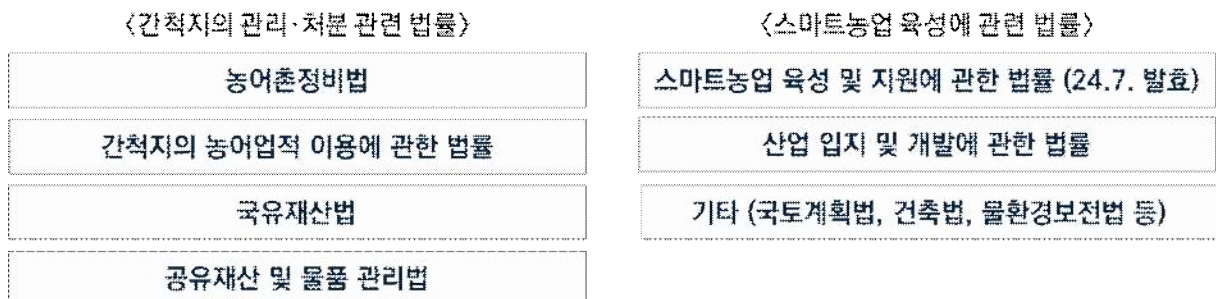 〈간척지의 관리·처분 관련 법률〉
농어촌정비법
간척지의 농어업적 이용에 관한 법률
국유재산법
공유재산 및 물품 관리법
〈스마트농업 육성에 관련 법률〉
스마트농업 육성 및 지원에 관한 법률 (24.7. 발효)
산업 입지 및 개발에 관한 법률
기타 (국토계획법, 건축법, 물환경보전법 등)